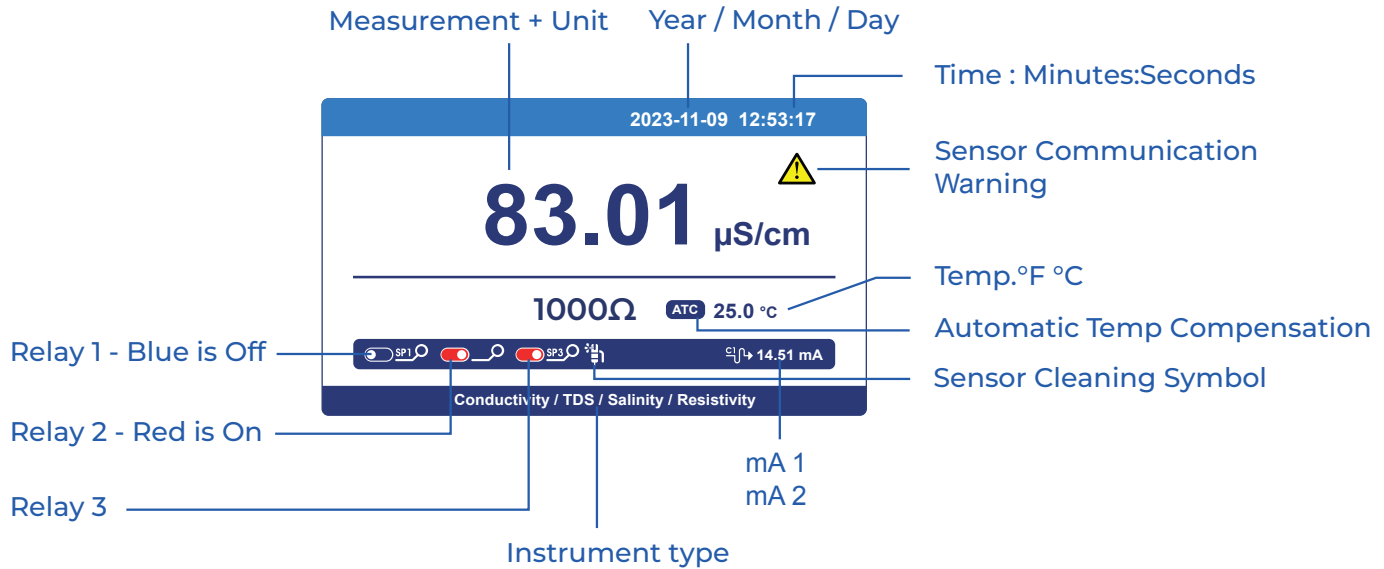 Measurement + Unit
Year / Month / Day
Time : Minutes:Seconds
2023-11-09 12:53:17
Sensor Communication
Warning
83.01 µS/cm
Temp.°F °C
1000Ω ATC 25.0 °C
Automatic Temp Compensation
Relay 1 - Blue is Off
SP1 SP3 C1 14.51 mA
Sensor Cleaning Symbol
Conductivity / TDS / Salinity / Resistivity
Relay 2 - Red is On
mA 1
mA 2
Relay 3
Instrument type